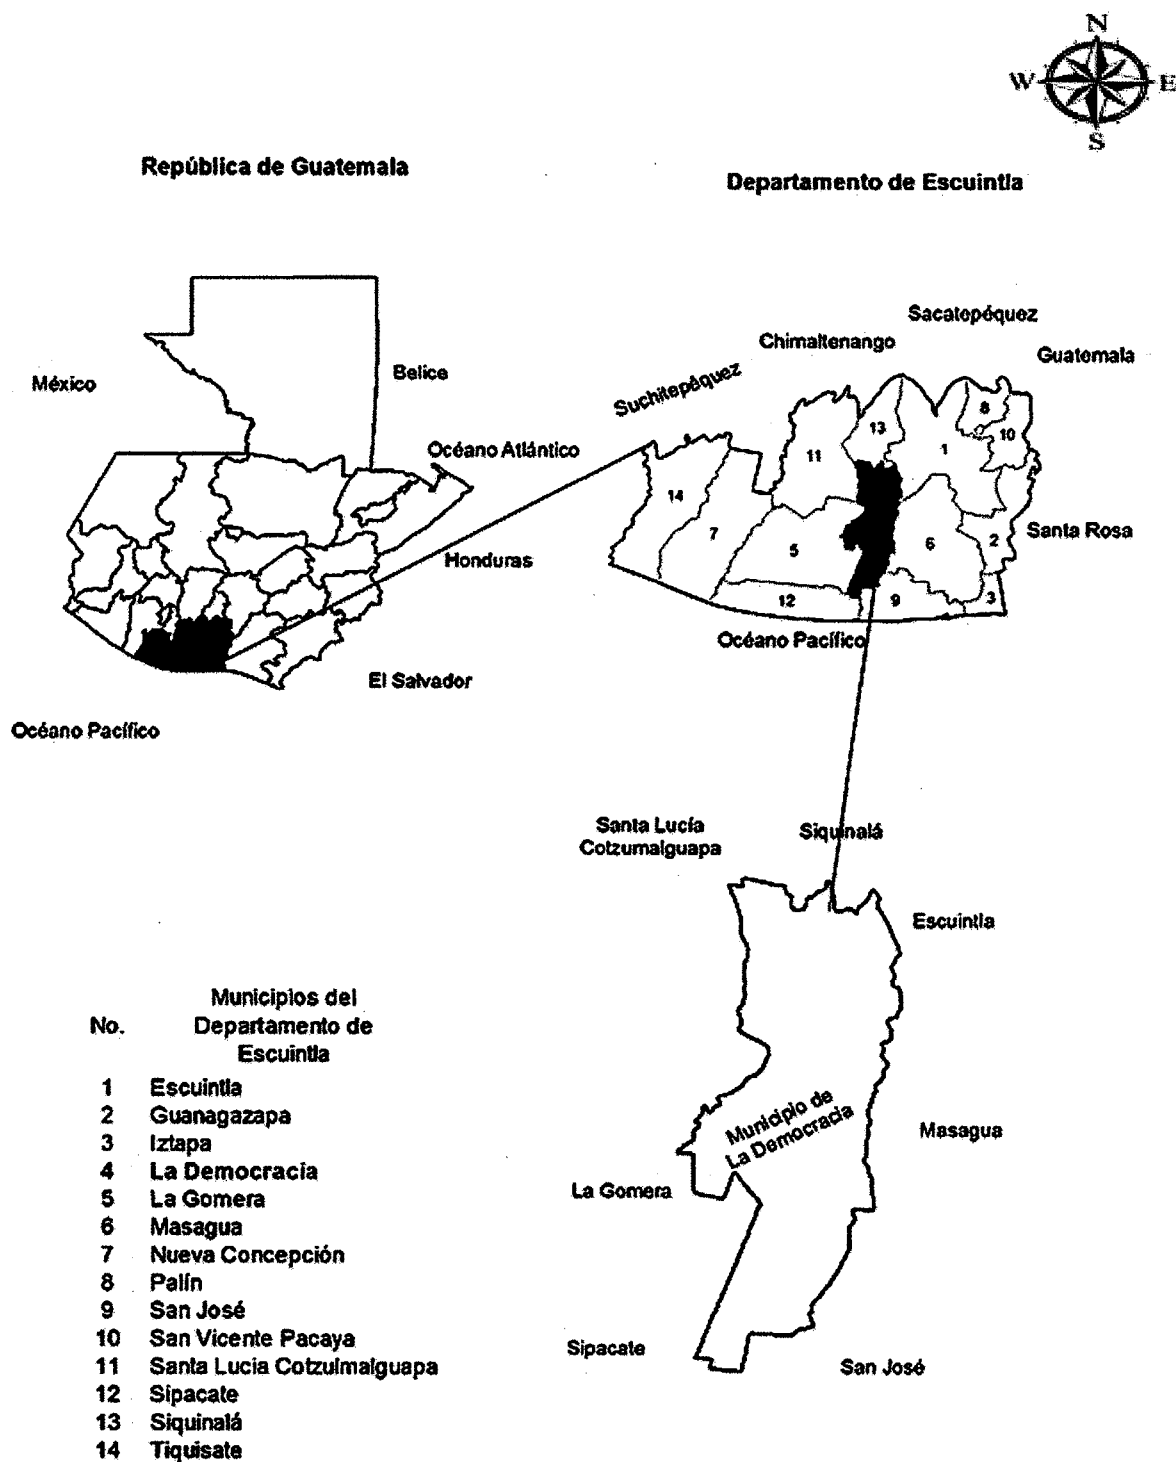 N
W E
S
República de Guatemala
Departamento de Escuintla
Sacatepéquez
Chimaltenango
Guatemala
Suchitepéquez
México
Belice
Océano Atlántico
8
13
10
1
11
14
Santa Rosa
7
5
6
2
Honduras
12
9
3
Océano Pacífico
El Salvador
Océano Pacífico
Santa Lucía
Cotzumalguapa
Siquinalá
Escuintla
Municipio de
La Democracia
Masagua
La Gomera
Sipacate
San José
No. Municipios del
Departamento de
Escuintla
1 Escuintla
2 Guanagazapa
3 Iztapa
4 La Democracia
5 La Gomera
6 Masagua
7 Nueva Concepción
8 Palín
9 San José
10 San Vicente Pacaya
11 Santa Lucia Cotzulmalguapa
12 Sipacate
13 Siquinalá
14 Tiquisate